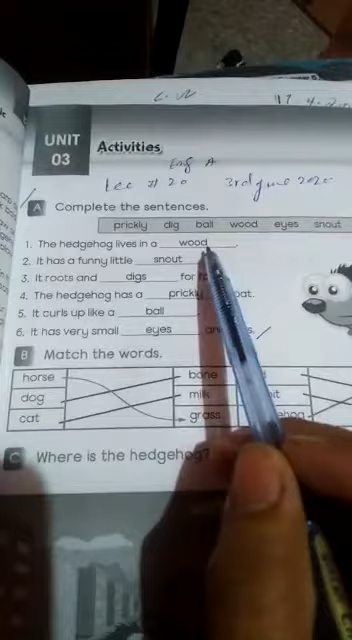 UNIT
03
Activities
Eng A
Lec # 20 3rd June 2020
A Complete the sentences.
prickly dig ball wood eyes snout
1. The hedgehog lives in a wood.
2. It has a funny little snout
3. It roots and digs for
4. The hedgehog has a prickly
5. It curls up like a ball
6. It has very small eyes
B Match the words.
horse bone
dog milk
cat grass
C Where is the hedgehog?